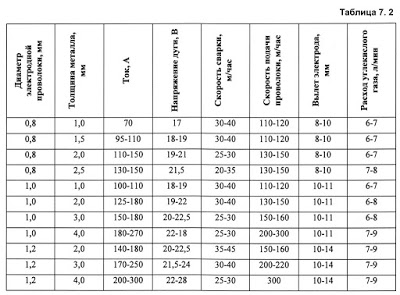 Таблица 7. 2
Диаметр электродной проволоки, мм
Толщина металла, мм
Ток, А
Напряжение дуги, В
Скорость сварки, м/час
Скорость подачи проволоки, м/час
Вылет электрода, мм
Расход углекислого газа, л/мин
0,8 1,0 70 17 30-40 110-120 8-10 6-7
0,8 1,5 95-110 18-19 30-40 110-120 8-10 6-7
0,8 2,0 110-150 19-21 25-30 130-150 8-10 6-7
0,8 2,5 130-150 21,5 20-35 130-150 8-10 7-8
1,0 1,0 100-110 18-19 30-40 110-120 10-11 6-7
1,0 2,0 125-180 19-22 30-40 130-150 10-11 6-8
1,0 3,0 150-180 20-22,5 25-30 150-160 10-11 6-8
1,0 4,0 180-270 22-18 25-30 200-300 10-11 7-9
1,2 2,0 140-180 20-22,5 35-45 150-160 10-14 7-9
1,2 3,0 170-250 21,5-24 30-40 200-220 10-14 7-9
1,2 4,0 200-300 22-28 25-30 300 10-14 7-9